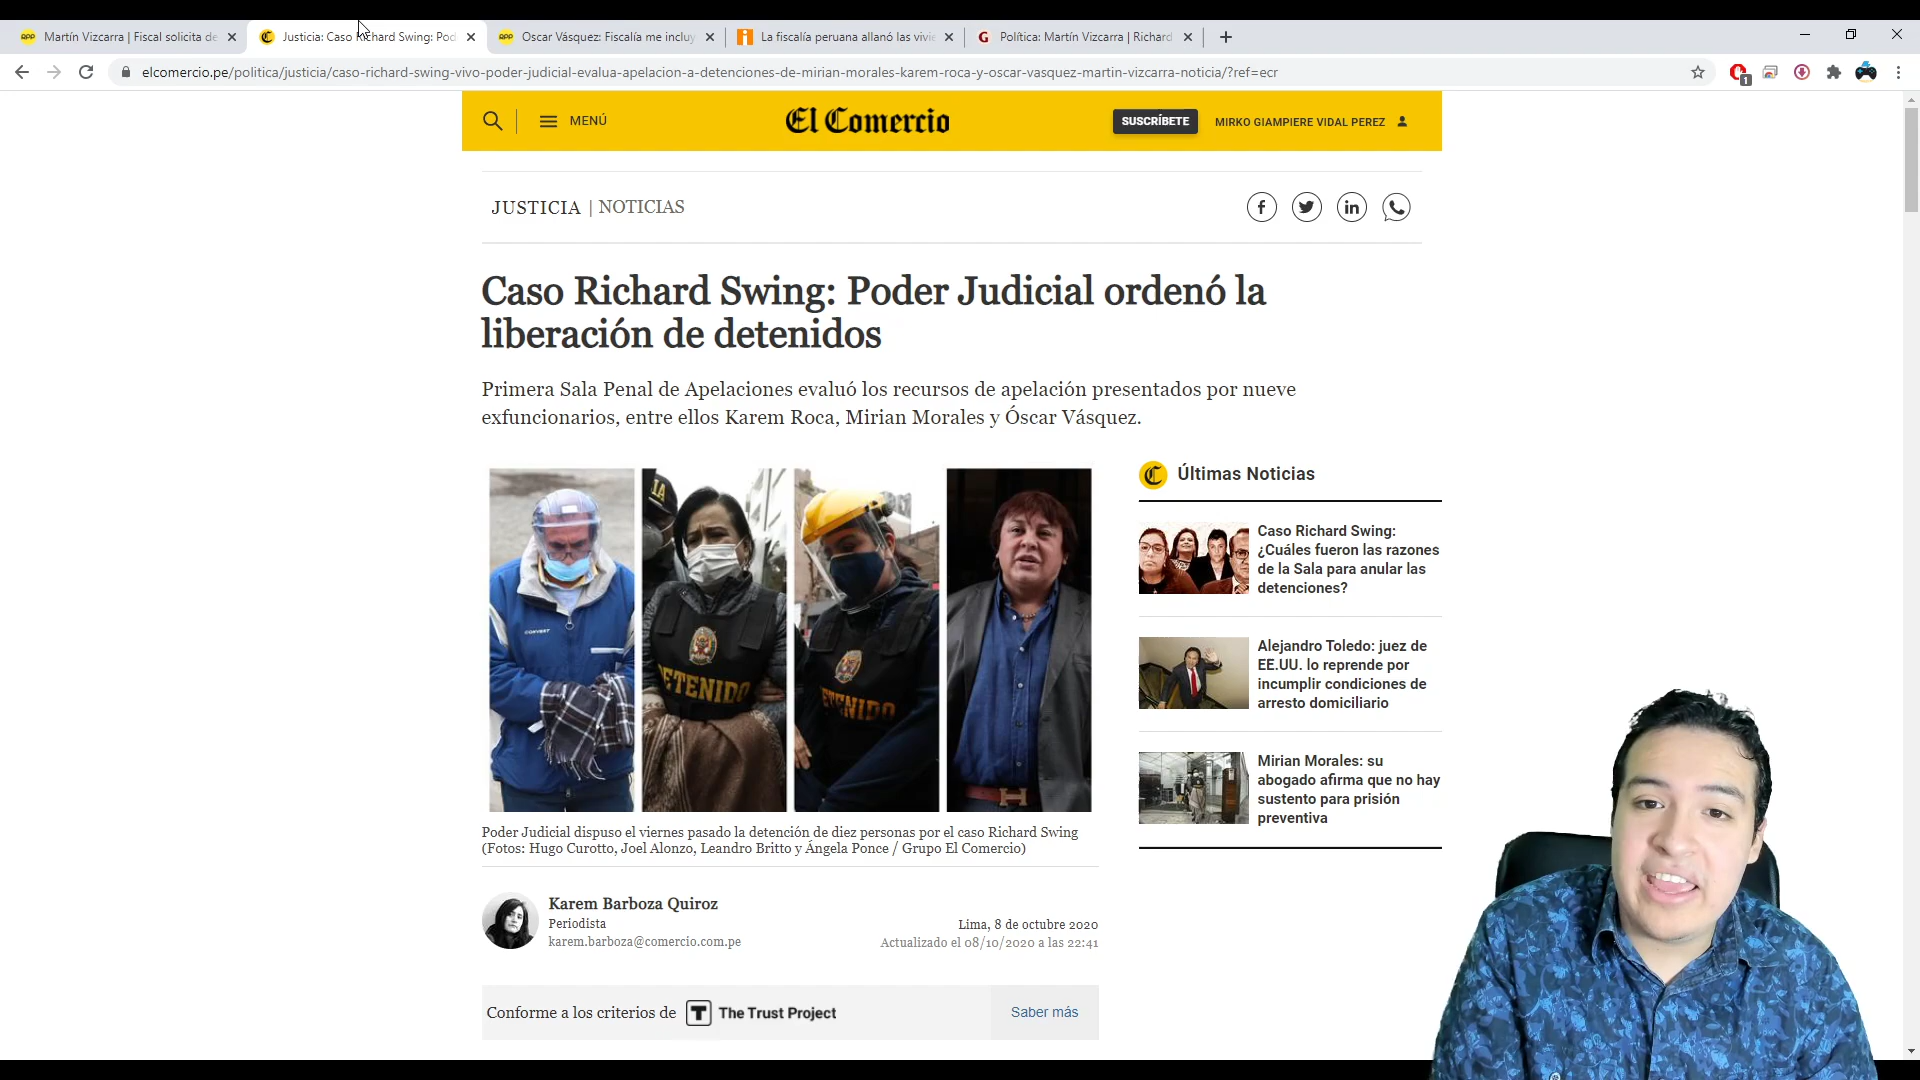 Martín Vizcarra | Fiscal solicita de
Justicia: Caso Richard Swing: Pod
Oscar Vásquez: Fiscalía me incluy
La fiscalía peruana allanó las vivie
Política: Martín Vizcarra | Richard
elcomercio.pe/politica/justicia/caso-richard-swing-vivo-poder-judicial-evalua-apelacion-a-detenciones-de-mirian-morales-karem-roca-y-oscar-vasquez-martin-vizcarra-noticia/?ref=ecr
1
MENÚ
El Comercio
SUSCRÍBETE
MIRKO GIAMPIERE VIDAL PEREZ
JUSTICIA | NOTICIAS
Caso Richard Swing: Poder Judicial ordenó la
liberación de detenidos
Primera Sala Penal de Apelaciones evaluó los recursos de apelación presentados por nueve
exfuncionarios, entre ellos Karem Roca, Mirian Morales y Óscar Vásquez.
CONVERT
ETENIDO
ETENIDO
Poder Judicial dispuso el viernes pasado la detención de diez personas por el caso Richard Swing
(Fotos: Hugo Curotto, Joel Alonzo, Leandro Britto y Ángela Ponce / Grupo El Comercio)
Karem Barboza Quiroz
Periodista
karem.barboza@comercio.com.pe
Lima, 8 de octubre 2020
Actualizado el 08/10/2020 a las 22:41
Conforme a los criterios de T The Trust Project
Saber más
Últimas Noticias
Caso Richard Swing:
¿Cuáles fueron las razones
de la Sala para anular las
detenciones?
Alejandro Toledo: juez de
EE.UU. lo reprende por
incumplir condiciones de
arresto domiciliario
Mirian Morales: su
abogado afirma que no hay
sustento para prisión
preventiva